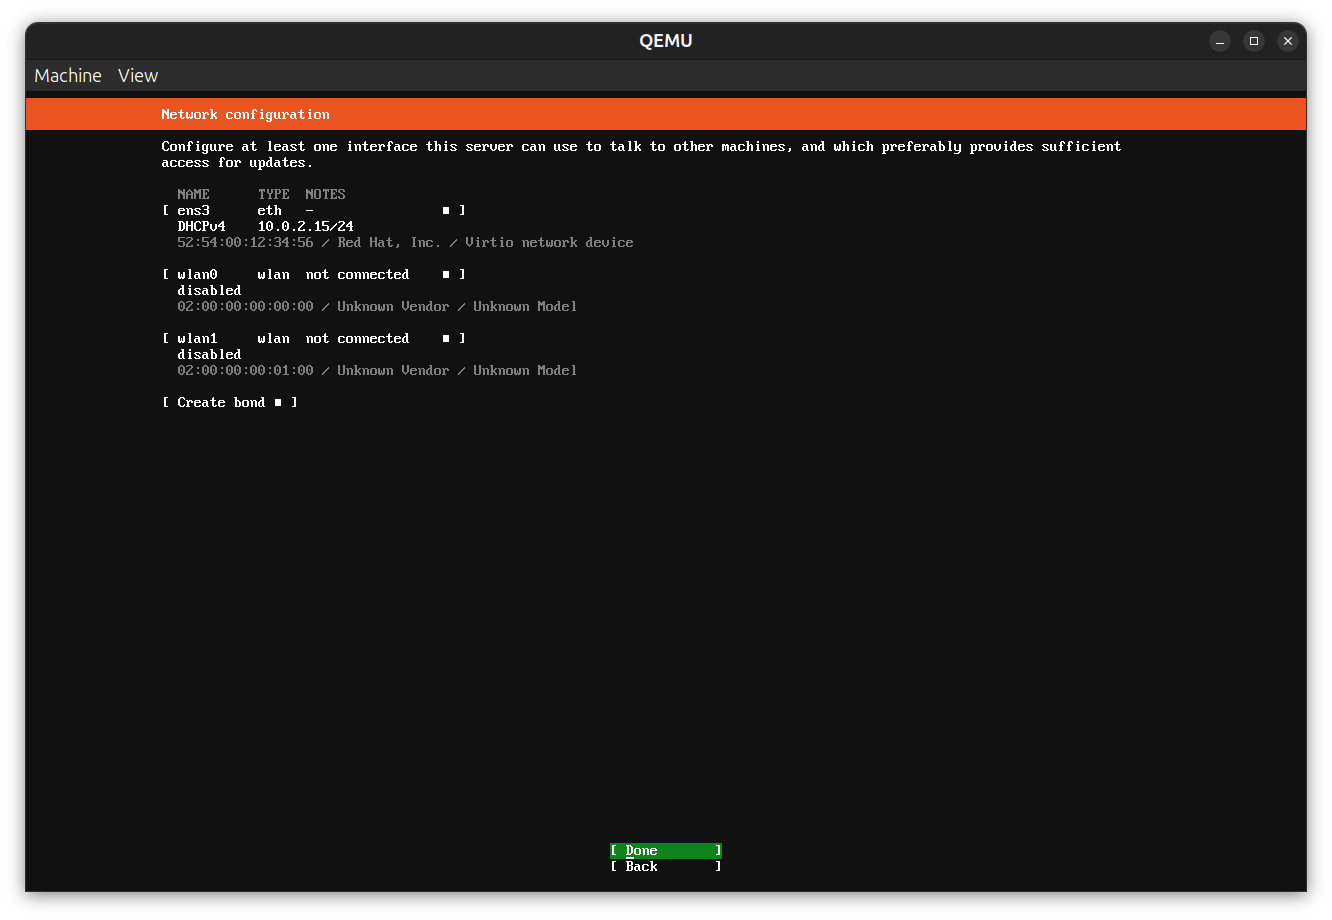 QEMU
Machine View
Network configuration
Configure at least one interface this server can use to talk to other machines, and which preferably provides sufficient
access for updates.
NAME TYPE NOTES
[ ens3 eth - ▪ ]
DHCPv4 10.0.2.15/24
52:54:00:12:34:56 / Red Hat, Inc. / Virtio network device
[ wlan0 wlan not connected ▪ ]
disabled
02:00:00:00:00:00 / Unknown Vendor / Unknown Model
[ wlan1 wlan not connected ▪ ]
disabled
02:00:00:00:01:00 / Unknown Vendor / Unknown Model
[ Create bond ▪ ]
[ Done ]
[ Back ]